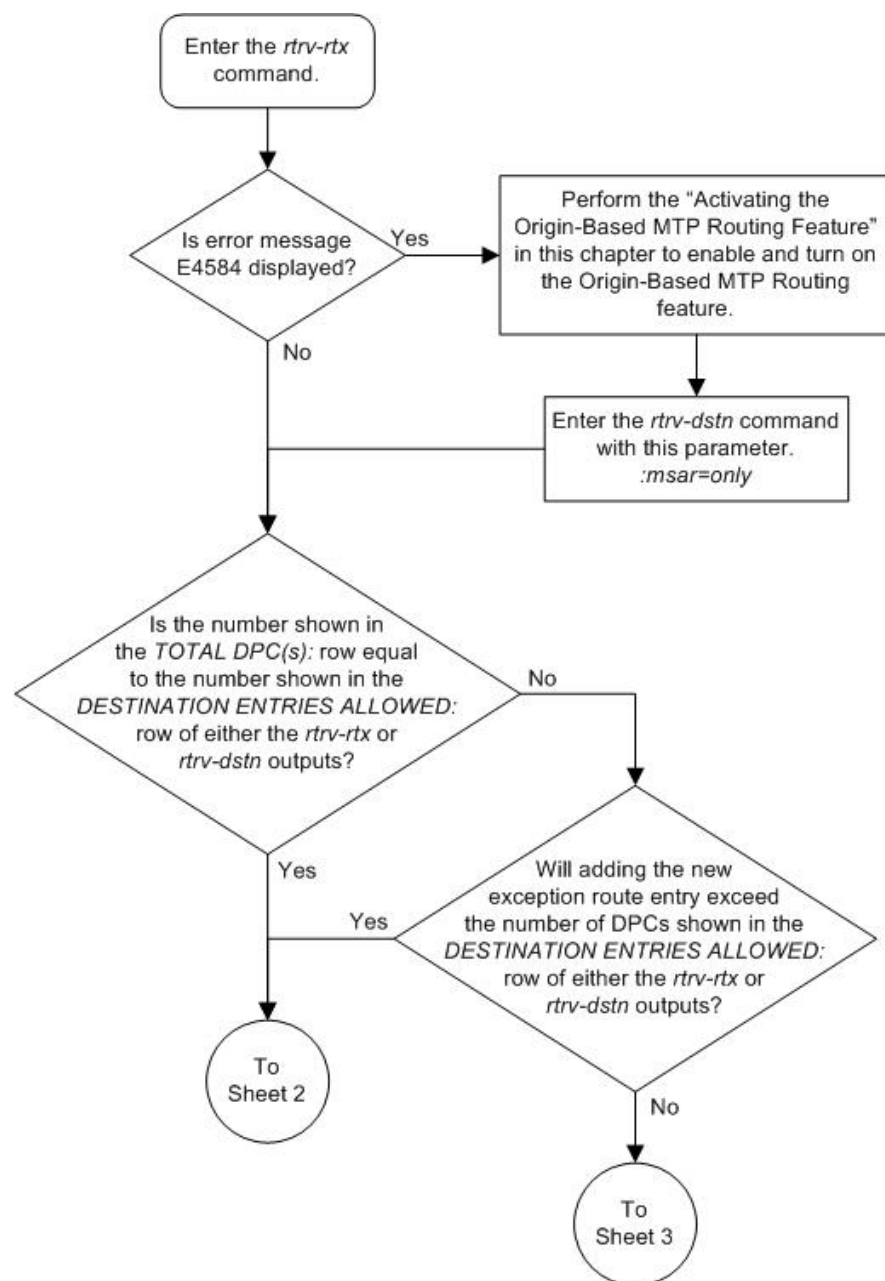 Enter the rtrv-rtx
command.
Is error message
E4584 displayed?
Yes
Perform the “Activating the
Origin-Based MTP Routing Feature”
in this chapter to enable and turn on
the Origin-Based MTP Routing
feature.
No
Enter the rtrv-dstn command
with this parameter.
:msar=only
Is the number shown in
the TOTAL DPC(s): row equal
to the number shown in the
DESTINATION ENTRIES ALLOWED:
row of either the rtrv-rtx or
rtrv-dstn outputs?
No
Yes
Will adding the new
exception route entry exceed
the number of DPCs shown in the
DESTINATION ENTRIES ALLOWED:
row of either the rtrv-rtx or
rtrv-dstn outputs?
Yes
To
Sheet 2
No
To
Sheet 3